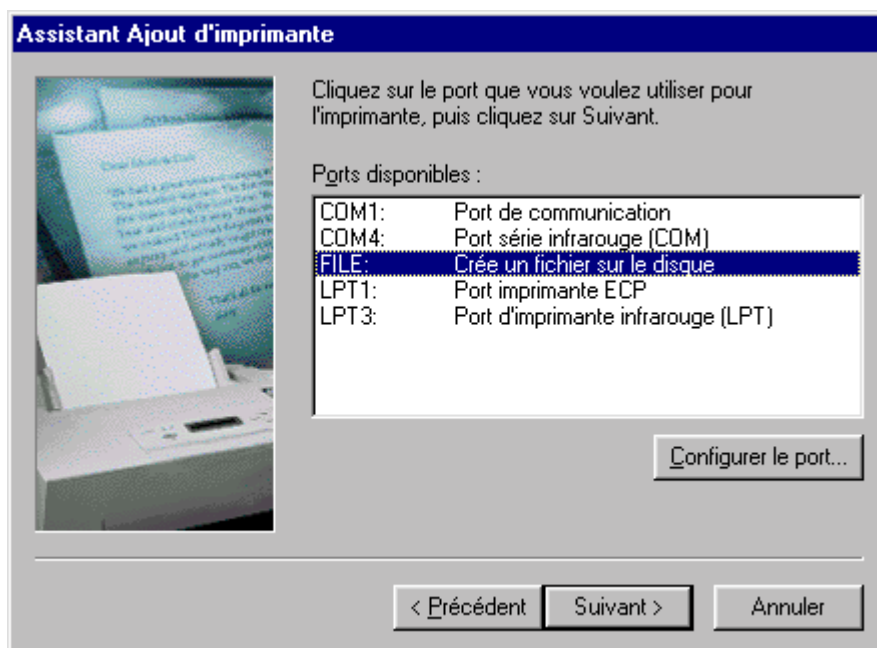 Assistant Ajout d'imprimante
Cliquez sur le port que vous voulez utiliser pour
l'imprimante, puis cliquez sur Suivant.
Ports disponibles :
COM1: Port de communication
COM4: Port série infrarouge (COM)
FILE: Crée un fichier sur le disque
LPT1: Port imprimante ECP
LPT3: Port d'imprimante infrarouge (LPT)
Configurer le port...
< Précédent
Suivant >
Annuler